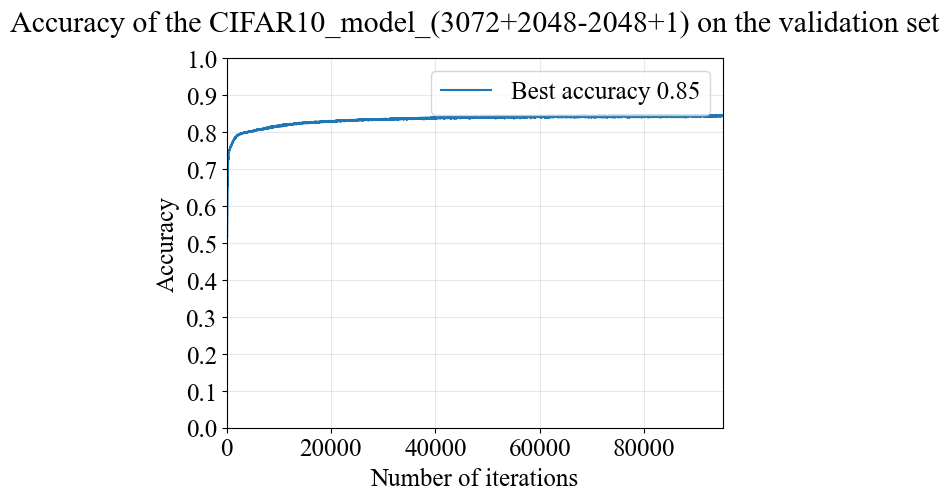 Accuracy of the CIFAR10_model_(3072+2048-2048+1) on the validation set
Best accuracy 0.85
1.0
0.9
0.8
0.7
0.6
0.5
0.4
0.3
0.2
0.1
0.0
Accuracy
0 20000 40000 60000 80000
Number of iterations